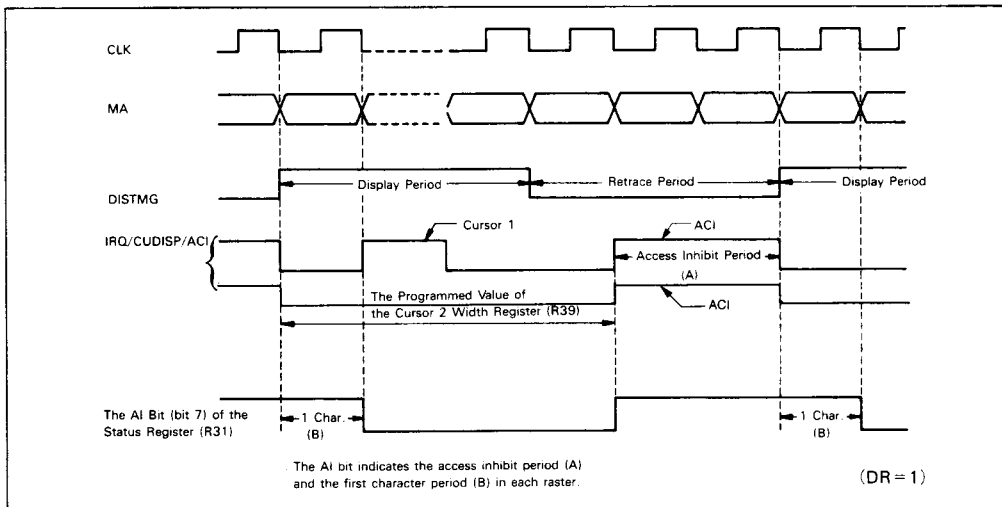 CLK
MA
DISTMG
Display Period
Retrace Period
Display Period
IRQ/CUDISP/ACI
Cursor 1
ACI
Access Inhibit Period
(A)
The Programmed Value of
the Cursor 2 Width Register (R39)
ACI
The AI Bit (bit 7) of the
Status Register (R31)
1 Char.
(B)
1 Char.
(B)
The AI bit indicates the access inhibit period (A)
and the first character period (B) in each raster.
(DR=1)